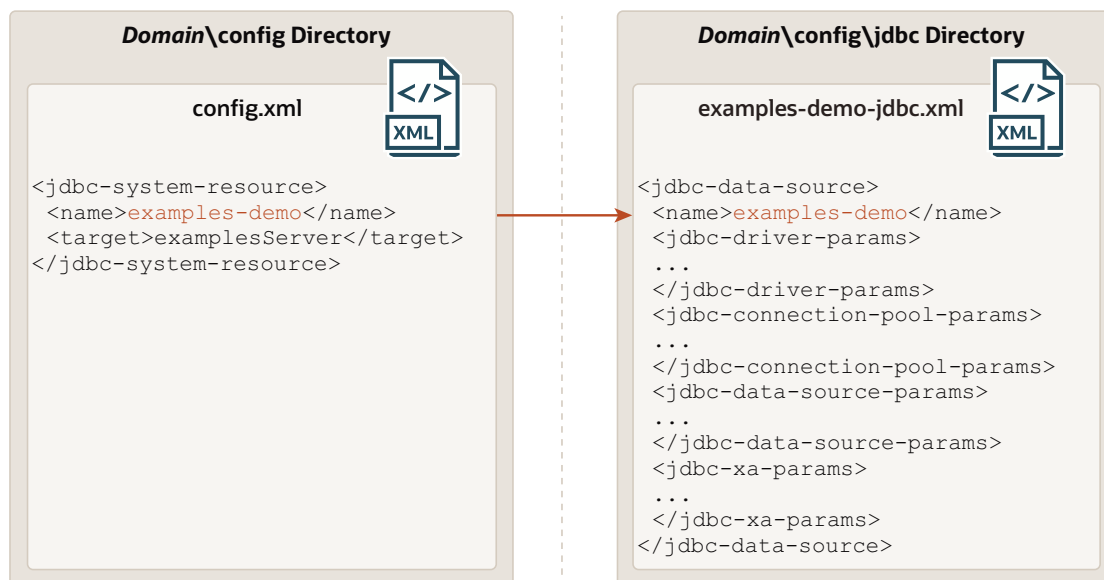 Domain\config Directory
config.xml
</>
XML
<jdbc-system-resource>
<name>examples-demo</name>
<target>examplesServer</target>
</jdbc-system-resource>
Domain\config\jdbc Directory
examples-demo-jdbc.xml
</>
XML
<jdbc-data-source>
<name>examples-demo</name>
<jdbc-driver-params>
...
</jdbc-driver-params>
<jdbc-connection-pool-params>
...
</jdbc-connection-pool-params>
<jdbc-data-source-params>
...
</jdbc-data-source-params>
<jdbc-xa-params>
...
</jdbc-xa-params>
</jdbc-data-source>